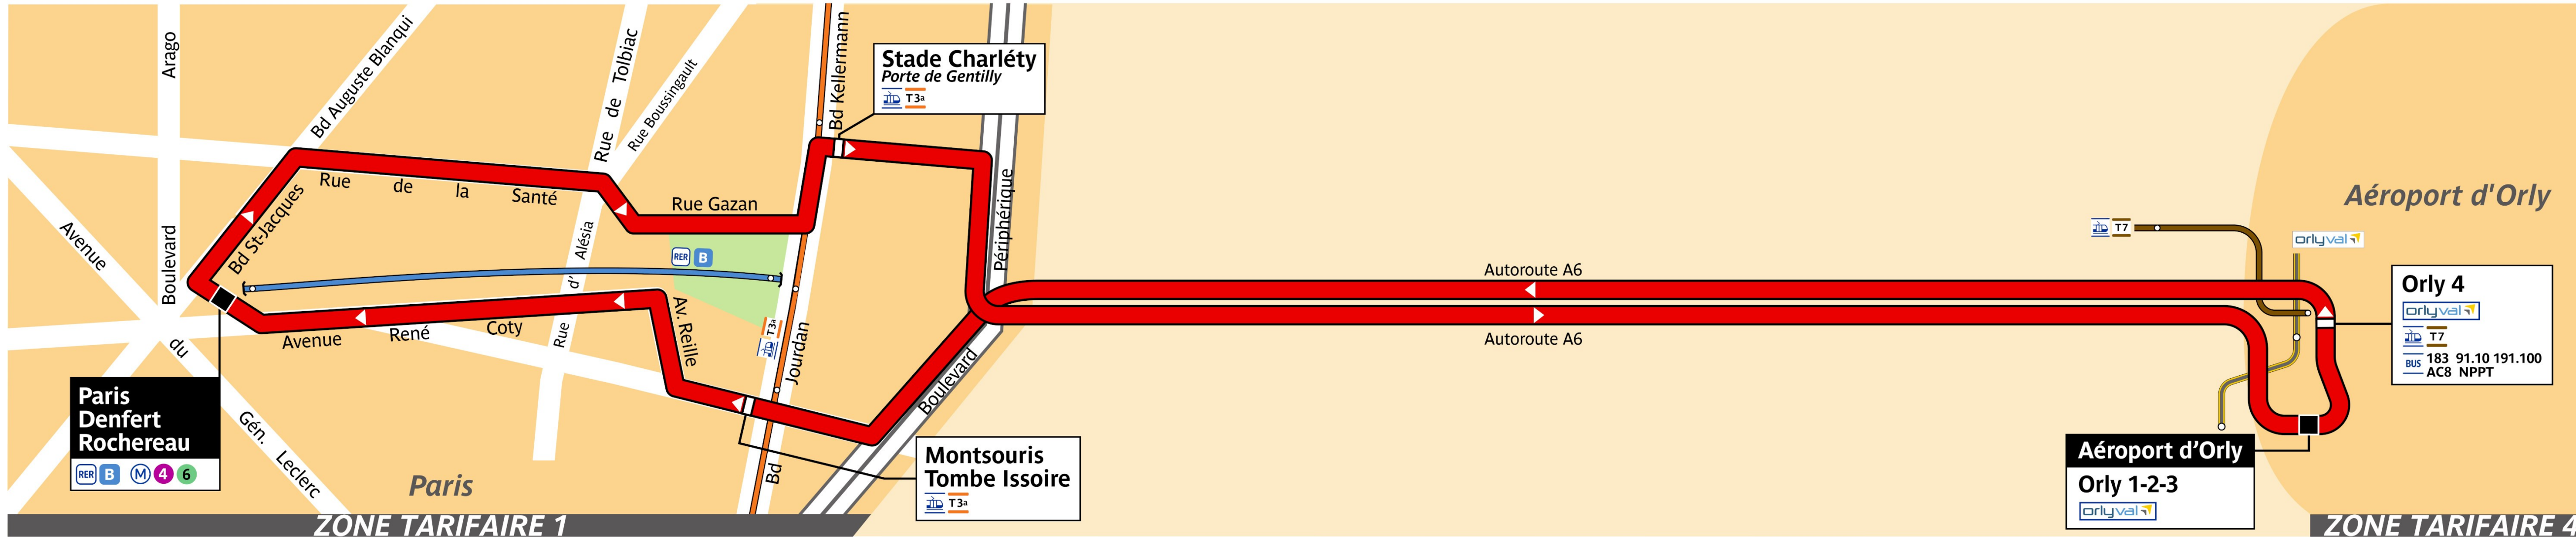 Arago
Bd Auguste Blanqui
Rue de Tolbiac
Rue Boussingault
Bd Kellermann
Stade Charléty
Porte de Gentilly
T3a
Rue de la Santé
Rue Gazan
Périphérique
Bd St-Jacques
Avenue
Boulevard
d'Alésia
RER B
Autoroute A6
Autoroute A6
T7
orlyval
Aéroport d'Orly
Orly 4
orlyval
T7
BUS 183 91.10 191.100
AC8 NPPT
Avenue René Coty
Rue
Av. Reille
T3a
Jourdan
Boulevard
du
Gén.
Leclerc
Paris
Denfert
Rochereau
RER B M 4 6
Paris
Bd
Montsouris
Tombe Issoire
T3a
Aéroport d’Orly
Orly 1-2-3
orlyval
ZONE TARIFAIRE 1
ZONE TARIFAIRE 4